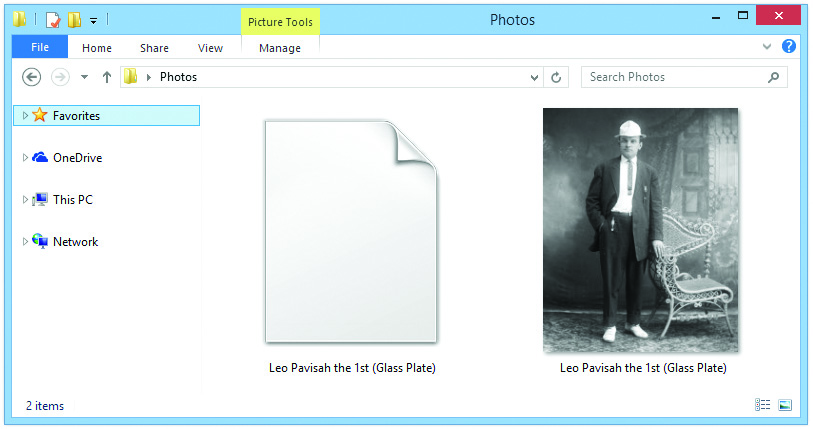 Picture Tools
Photos
File
Home
Share
View
Manage
Photos
Search Photos
Favorites
OneDrive
This PC
Network
Leo Pavisah the 1st (Glass Plate)
Leo Pavisah the 1st (Glass Plate)
2 items